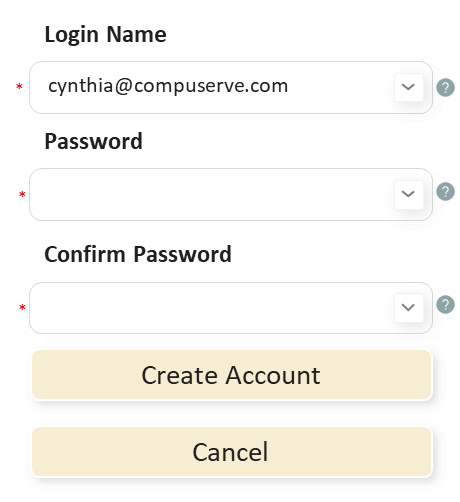 Login Name
* cynthia@compuserve.com ?
Password
* ?
Confirm Password
* ?
Create Account
Cancel